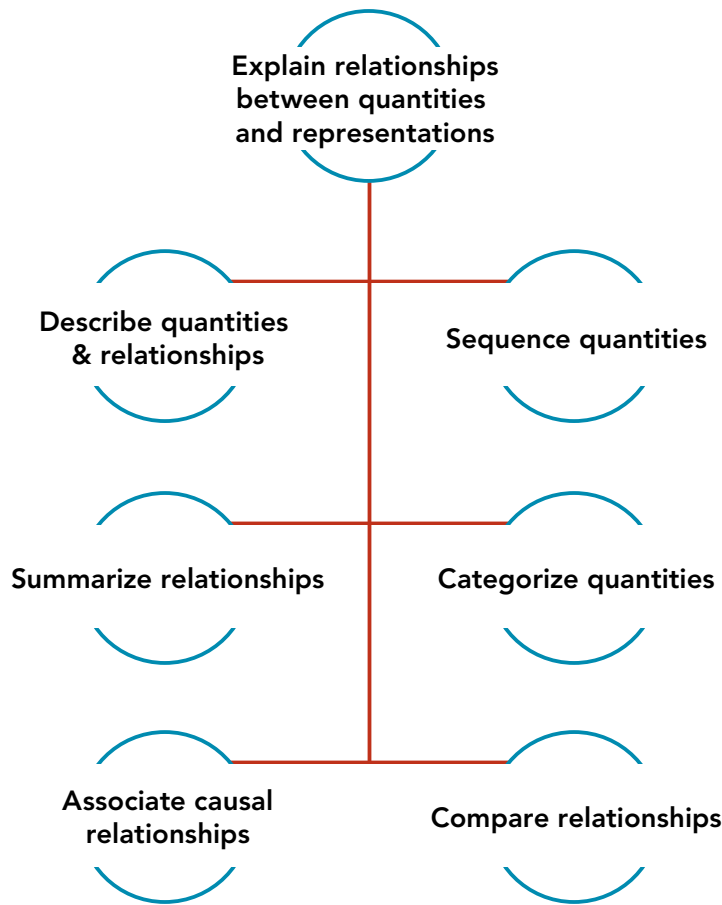 Explain relationships
between quantities
and representations
Describe quantities
& relationships
Sequence quantities
Summarize relationships
Categorize quantities
Associate causal
relationships
Compare relationships